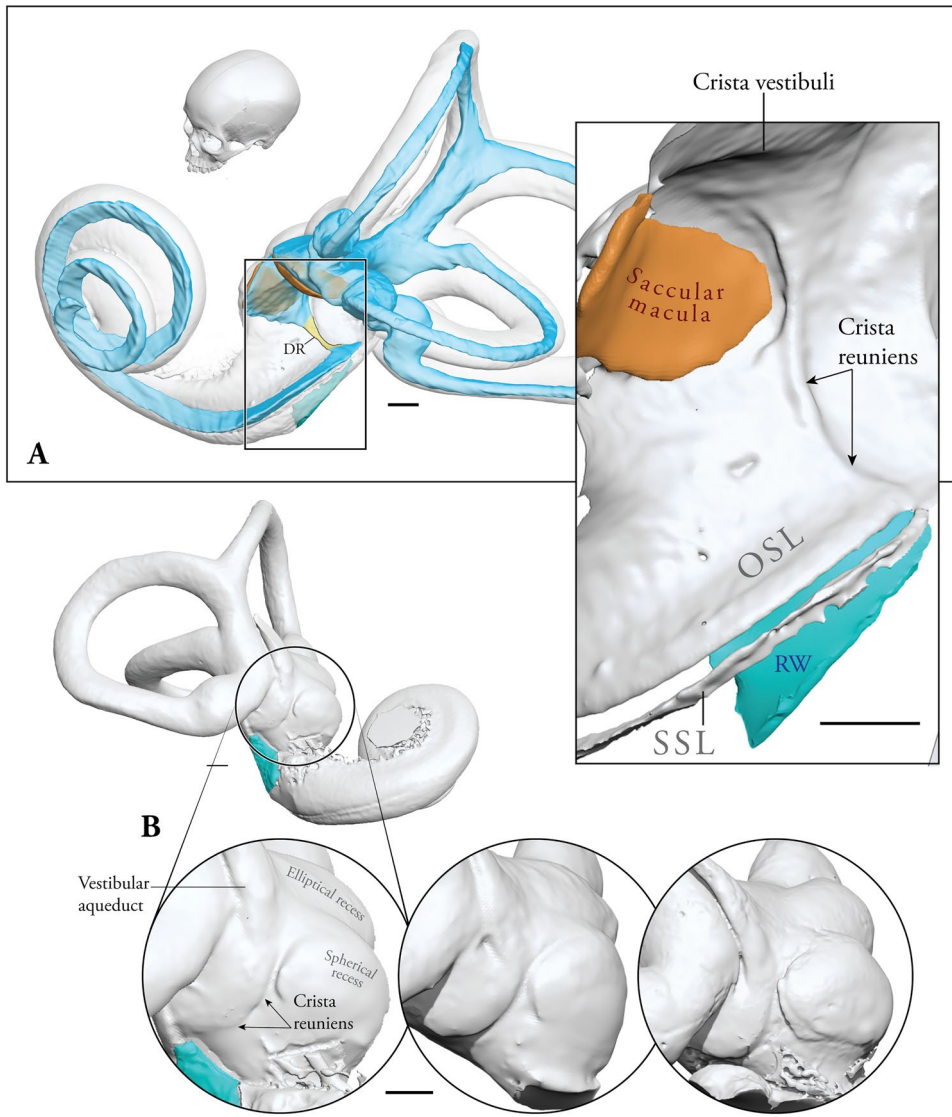 Crista vestibuli
Saccular
macula
Crista
reuniens
DR
A
OSL
RW
SSL
B
Vestibular
aqueduct
Elliptical recess
Spherical
recess
Crista
reuniens